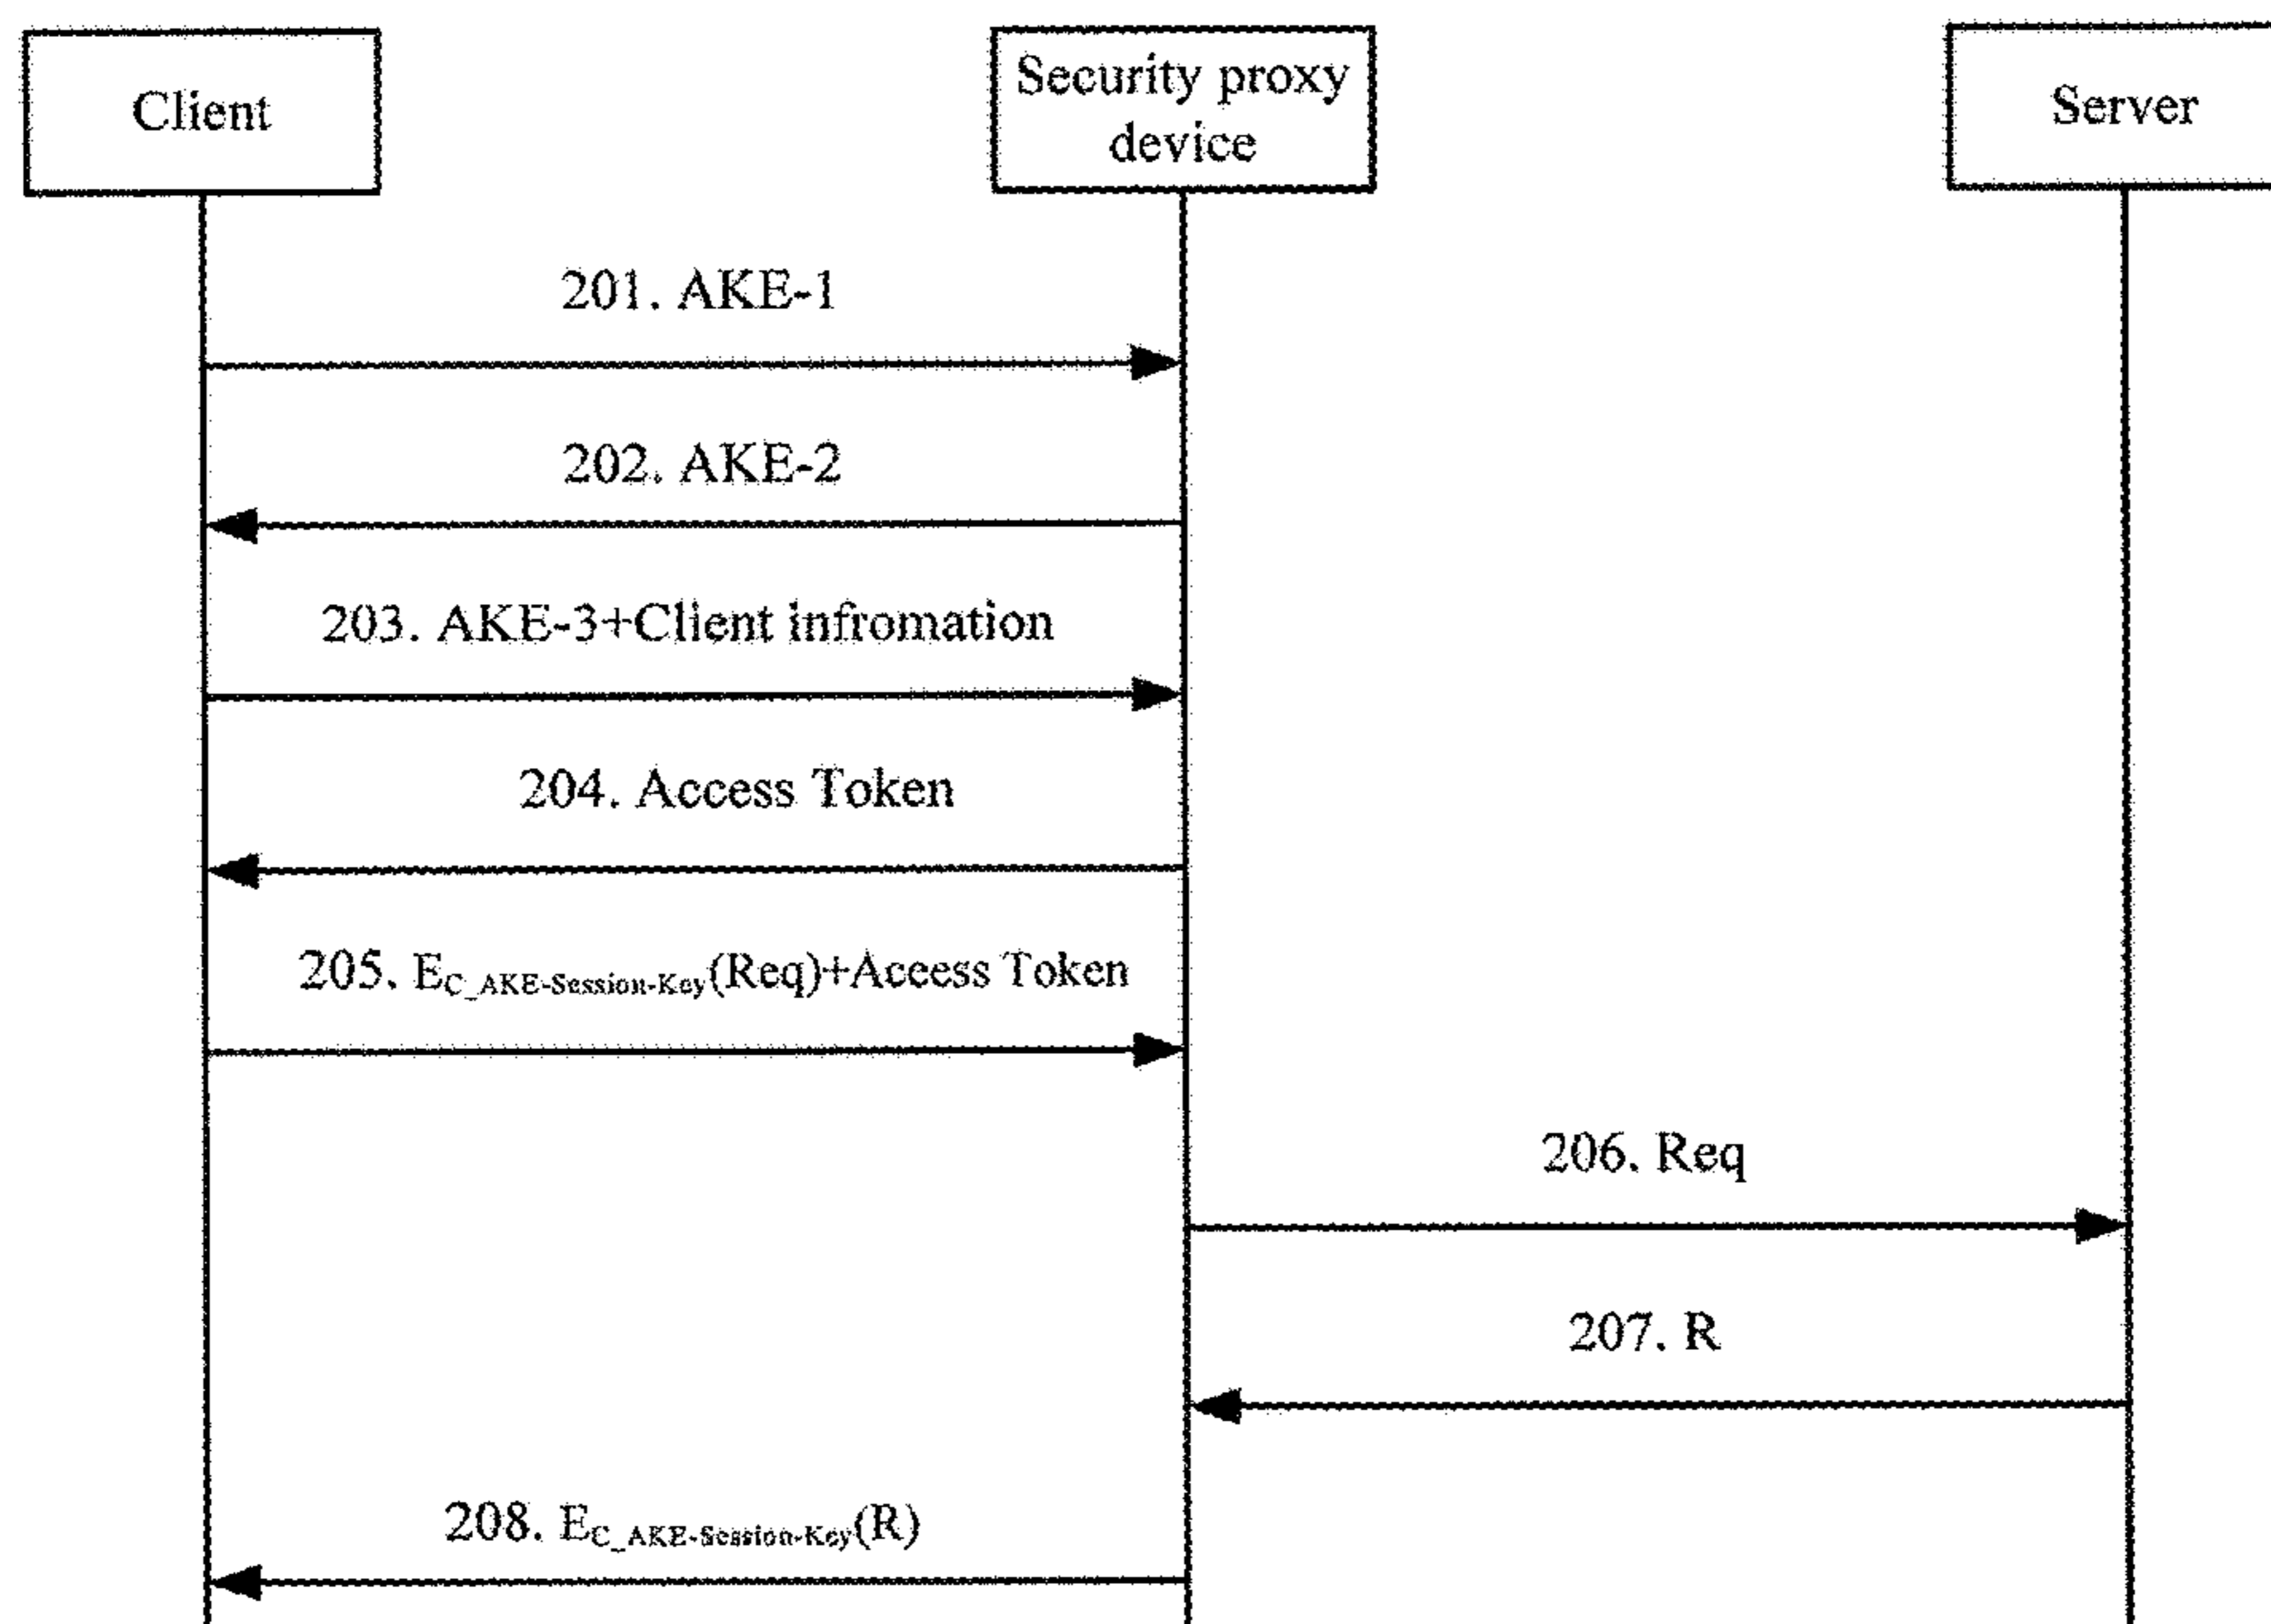 Client
Security proxy
device
Server
201. AKE-1
202. AKE-2
203. AKE-3+Client infromation
204. Access Token
205. EC_AKE-Session-Key(Req)+Access Token
206. Req
207. R
208. EC_AKE-Session-Key(R)